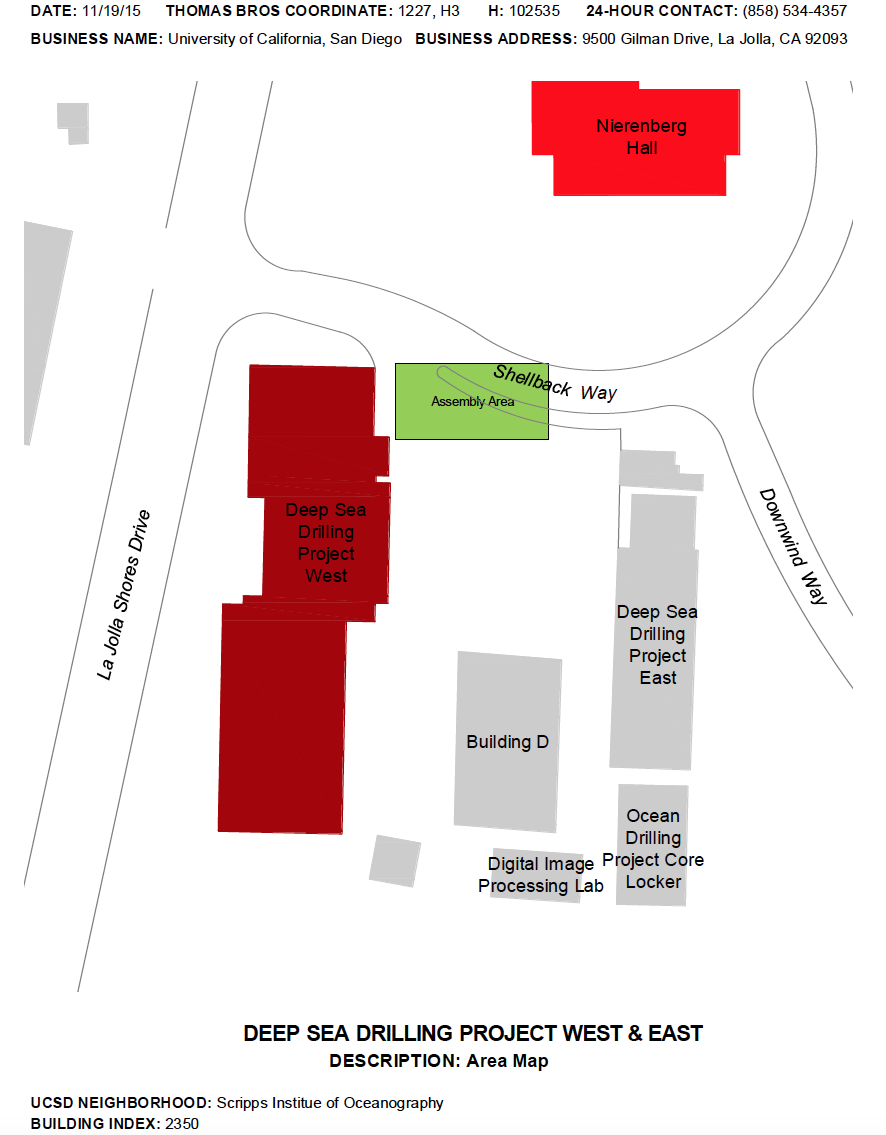 DATE: 11/19/15 THOMAS BROS COORDINATE: 1227, H3 H: 102535 24-HOUR CONTACT: (858) 534-4357
BUSINESS NAME: University of California, San Diego BUSINESS ADDRESS: 9500 Gilman Drive, La Jolla, CA 92093
Nierenberg
Hall
Shellback Way
Assembly Area
Deep Sea
Drilling
Project
West
La Jolla Shores Drive
Downwind Way
Deep Sea
Drilling
Project
East
Building D
Ocean
Drilling
Project Core
Locker
Digital Image
Processing Lab
DEEP SEA DRILLING PROJECT WEST & EAST
DESCRIPTION: Area Map
UCSD NEIGHBORHOOD: Scripps Institue of Oceanography
BUILDING INDEX: 2350